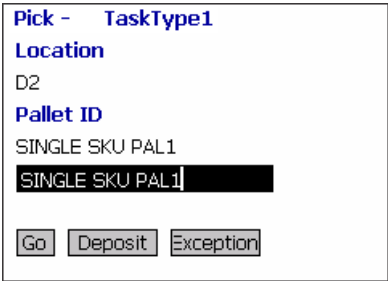 Pick - TaskType1
Location
D2
Pallet ID
SINGLE SKU PAL1
SINGLE SKU PAL1
Go Deposit Exception